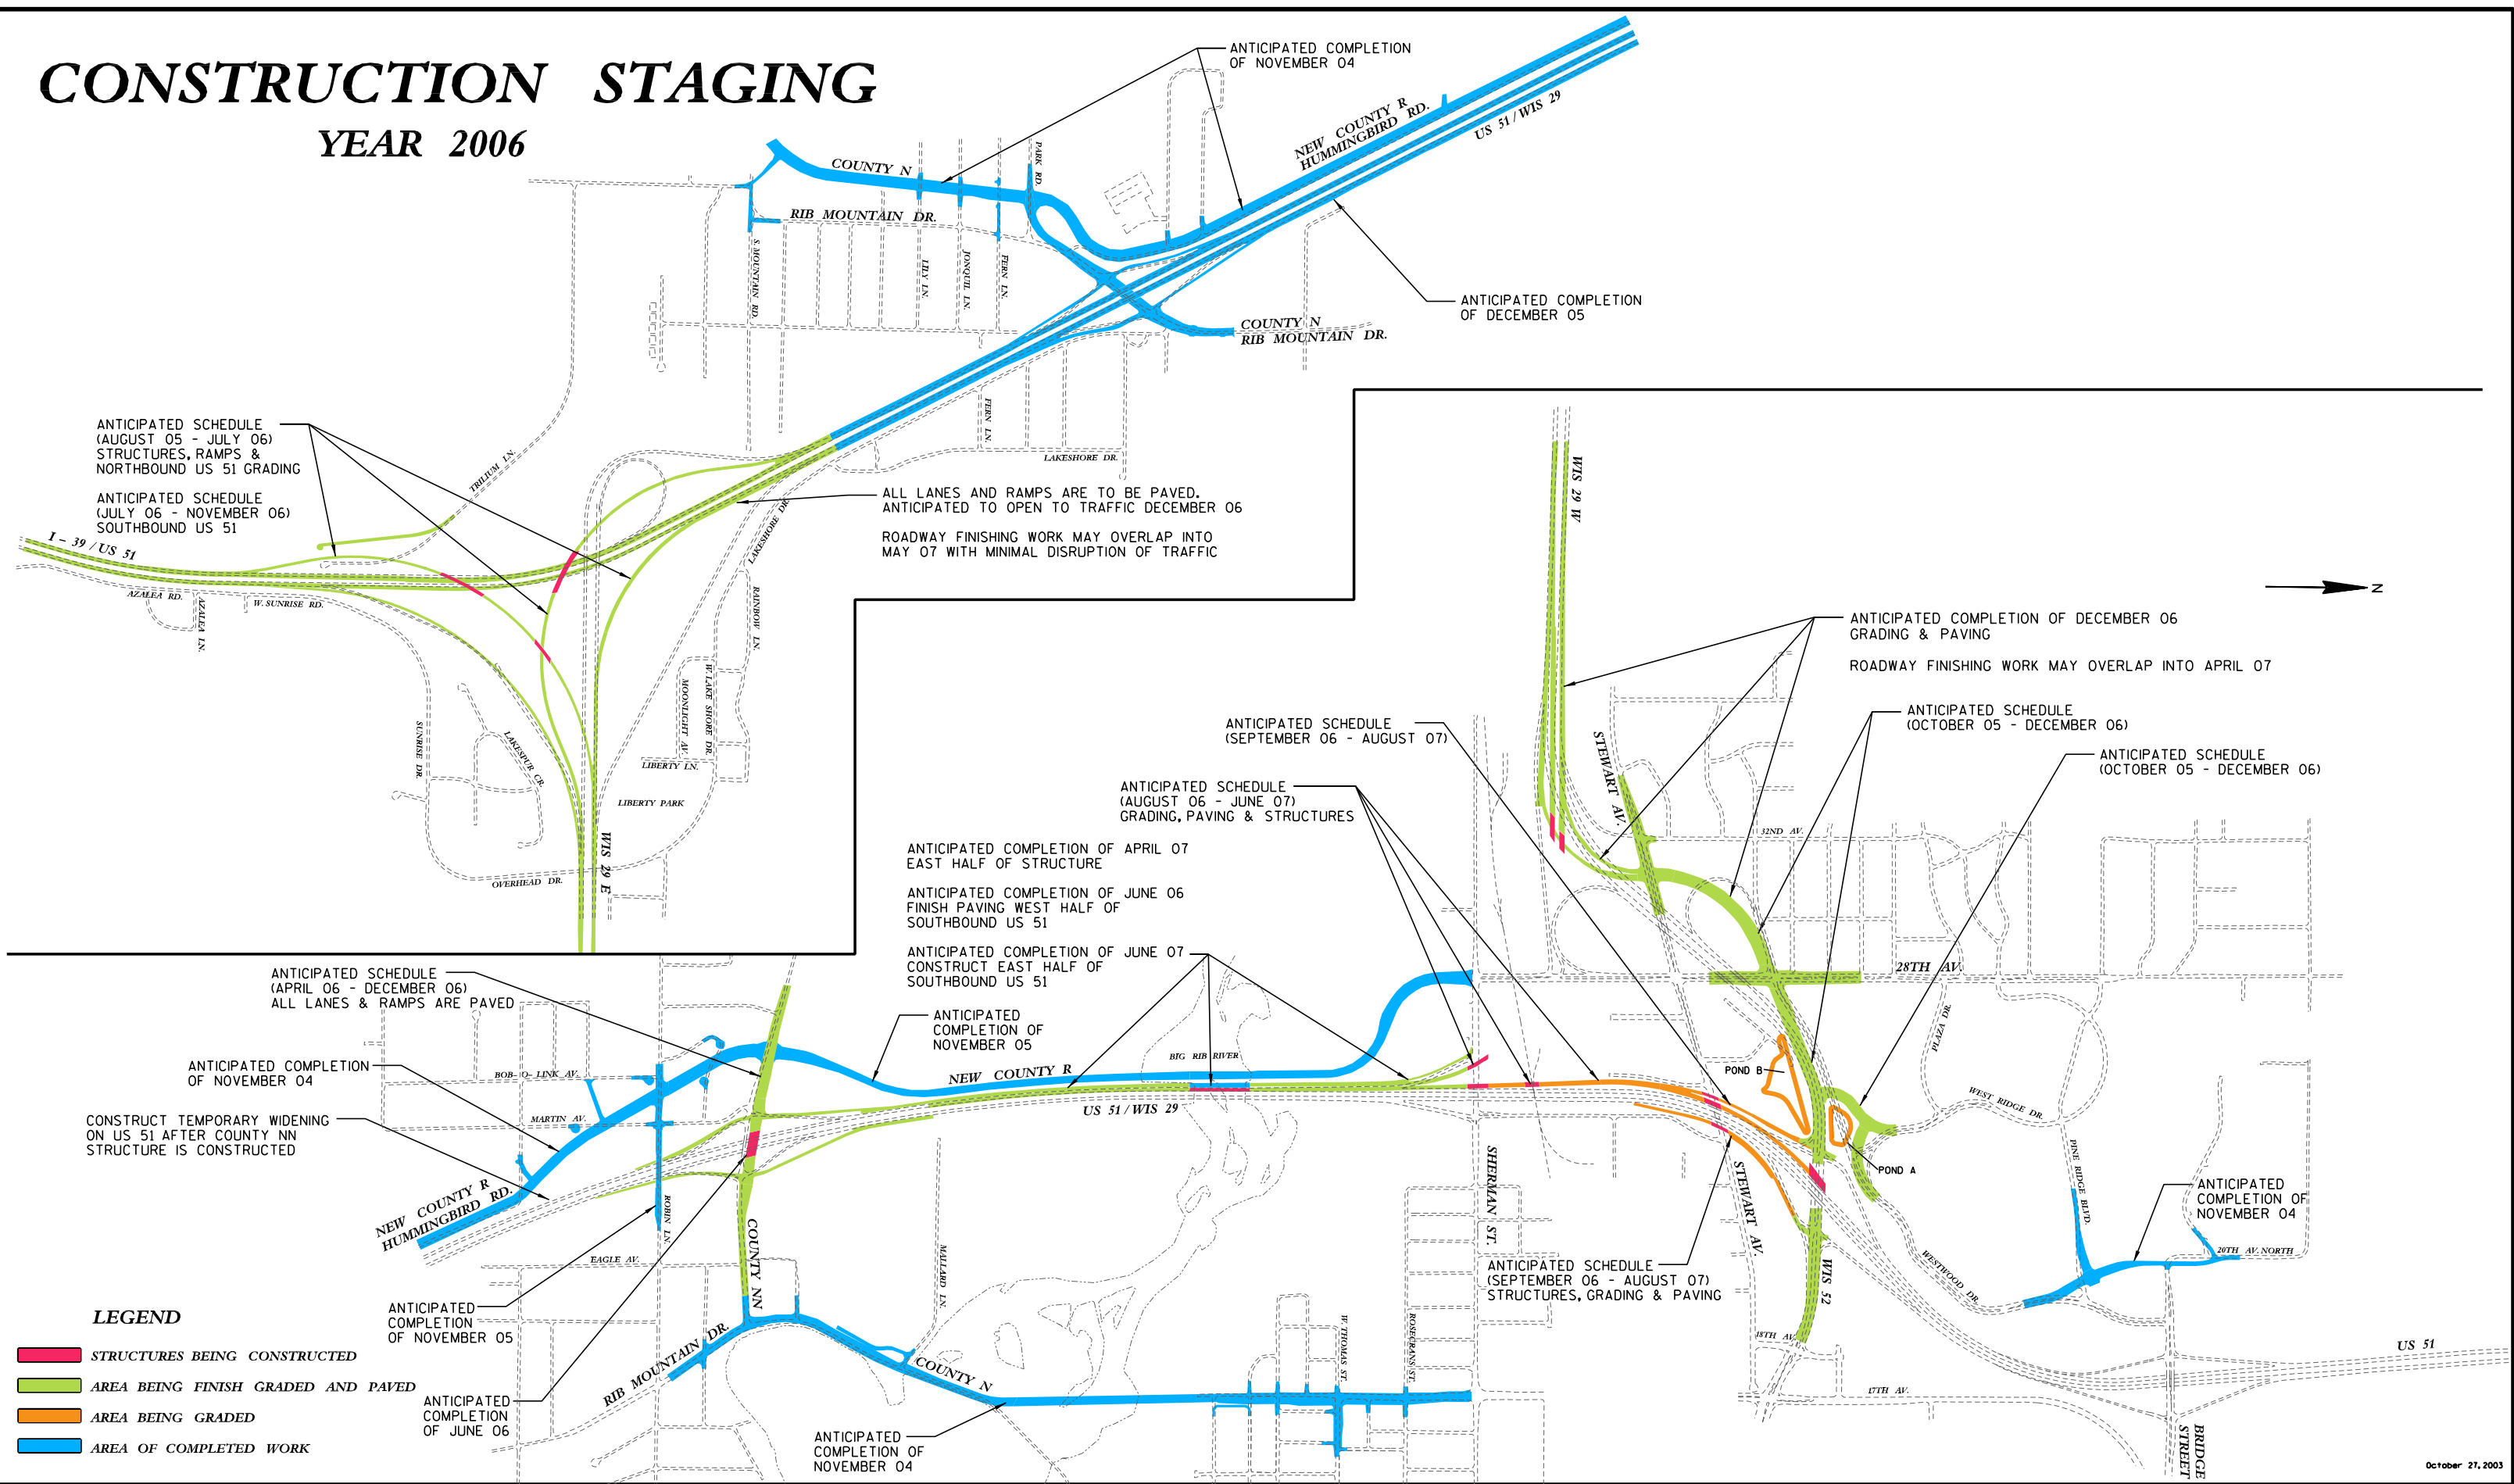 CONSTRUCTION STAGING
YEAR 2006
ANTICIPATED COMPLETION
OF NOVEMBER 04
NEW COUNTY R
HUMMINGBIRD RD.
US 51 / WIS 29
COUNTY N
PARK RD.
RIB MOUNTAIN DR.
S. MOUNTAIN RD.
LILY LN.
JONQUIL LN.
FERN LN.
ANTICIPATED COMPLETION
OF DECEMBER 05
COUNTY N
RIB MOUNTAIN DR.
FERN LN.
LAKESHORE DR.
ANTICIPATED SCHEDULE
(AUGUST 05 - JULY 06)
STRUCTURES, RAMPS &
NORTHBOUND US 51 GRADING
ANTICIPATED SCHEDULE
(JULY 06 - NOVEMBER 06)
SOUTHBOUND US 51
TRILIUM LN.
I - 39 / US 51
ALL LANES AND RAMPS ARE TO BE PAVED.
ANTICIPATED TO OPEN TO TRAFFIC DECEMBER 06
ROADWAY FINISHING WORK MAY OVERLAP INTO
MAY 07 WITH MINIMAL DISRUPTION OF TRAFFIC
LAKESHORE DR.
AZALEA RD.
AZALEA LN.
W. SUNRISE RD.
RAINBOW LN.
W. LAKE SHORE DR.
MOONLIGHT AV.
SUNRISE DR.
LAKESPUR CR.
LIBERTY LN.
LIBERTY PARK
WIS 29 E
OVERHEAD DR.
WIS 29 W
N
ANTICIPATED COMPLETION OF DECEMBER 06
GRADING & PAVING
ROADWAY FINISHING WORK MAY OVERLAP INTO APRIL 07
ANTICIPATED SCHEDULE
(OCTOBER 05 - DECEMBER 06)
ANTICIPATED SCHEDULE
(OCTOBER 05 - DECEMBER 06)
ANTICIPATED SCHEDULE
(SEPTEMBER 06 - AUGUST 07)
STEWART AV.
ANTICIPATED SCHEDULE
(AUGUST 06 - JUNE 07)
GRADING, PAVING & STRUCTURES
32ND AV.
ANTICIPATED COMPLETION OF APRIL 07
EAST HALF OF STRUCTURE
ANTICIPATED COMPLETION OF JUNE 06
FINISH PAVING WEST HALF OF
SOUTHBOUND US 51
ANTICIPATED COMPLETION OF JUNE 07
CONSTRUCT EAST HALF OF
SOUTHBOUND US 51
28TH AV.
PLAZA DR.
ANTICIPATED SCHEDULE
(APRIL 06 - DECEMBER 06)
ALL LANES & RAMPS ARE PAVED
ANTICIPATED
COMPLETION OF
NOVEMBER 05
BIG RIB RIVER
NEW COUNTY R
US 51 / WIS 29
POND B
POND A
WEST RIDGE DR.
PINE RIDGE BLVD.
ANTICIPATED COMPLETION
OF NOVEMBER 04
BOB-O-LINK AV.
MARTIN AV.
CONSTRUCT TEMPORARY WIDENING
ON US 51 AFTER COUNTY NN
STRUCTURE IS CONSTRUCTED
NEW COUNTY R
HUMMINGBIRD RD.
ROBIN LN.
EAGLE AV.
COUNTY NN
MALLARD LN.
SHERMAN ST.
STEWART AV.
ANTICIPATED
COMPLETION OF
NOVEMBER 04
20TH AV. NORTH
WESTWOOD DR.
WIS 52
ANTICIPATED SCHEDULE
(SEPTEMBER 06 - AUGUST 07)
STRUCTURES, GRADING & PAVING
ANTICIPATED
COMPLETION
OF NOVEMBER 05
RIB MOUNTAIN DR.
COUNTY N
W. THOMAS ST
ROSECRANS ST
18TH AV.
17TH AV.
US 51
BRIDGE
STREET
ANTICIPATED
COMPLETION
OF JUNE 06
ANTICIPATED
COMPLETION OF
NOVEMBER 04
LEGEND
STRUCTURES BEING CONSTRUCTED
AREA BEING FINISH GRADED AND PAVED
AREA BEING GRADED
AREA OF COMPLETED WORK
October 27, 2003